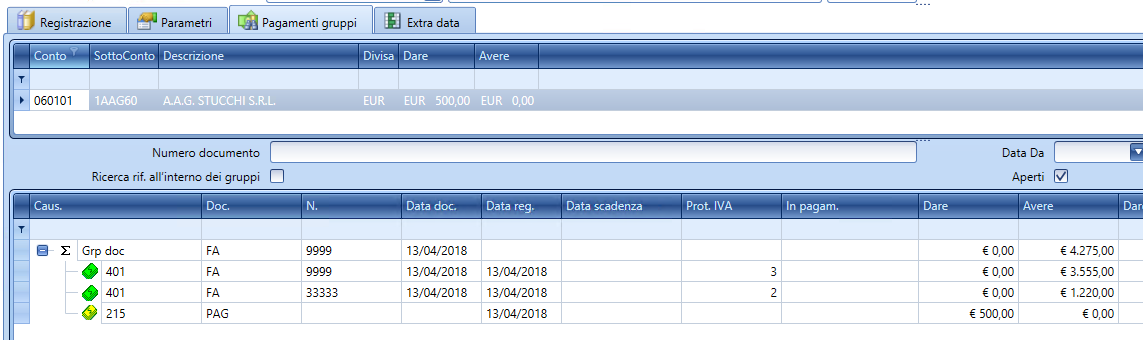 Registrazione Parametri Pagamenti gruppi Extra data
Conto SottoConto Descrizione Divisa Dare Avere
060101 1AAG60 A.A.G. STUCCHI S.R.L. EUR EUR 500,00 EUR 0,00
Numero documento Data Da
Ricerca rif. all'interno dei gruppi Aperti
Caus. Doc. N. Data doc. Data reg. Data scadenza Prot. IVA In pagam. Dare Avere Dare
Σ Grp doc FA 9999 13/04/2018 € 0,00 € 4.275,00
401 FA 9999 13/04/2018 13/04/2018 3 € 0,00 € 3.555,00
401 FA 33333 13/04/2018 13/04/2018 2 € 0,00 € 1.220,00
215 PAG 13/04/2018 € 500,00 € 0,00